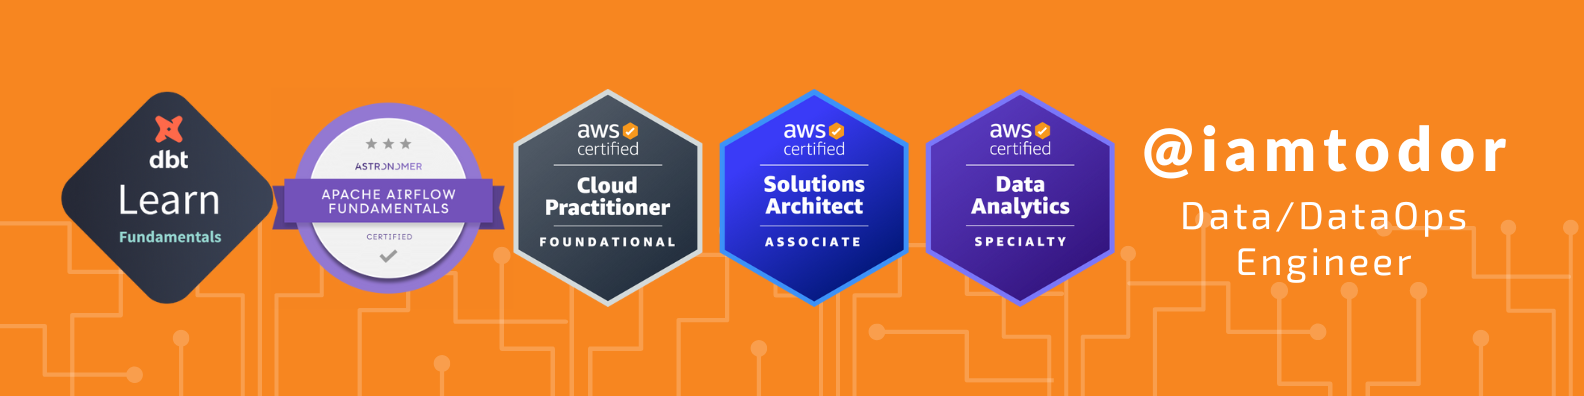 dbt
Learn
Fundamentals
ASTRONOMER
APACHE AIRFLOW
FUNDAMENTALS
CERTIFIED
aws
certified
Cloud
Practitioner
FOUNDATIONAL
aws
certified
Solutions
Architect
ASSOCIATE
aws
certified
Data
Analytics
SPECIALTY
@iamtodor
Data/DataOps
Engineer